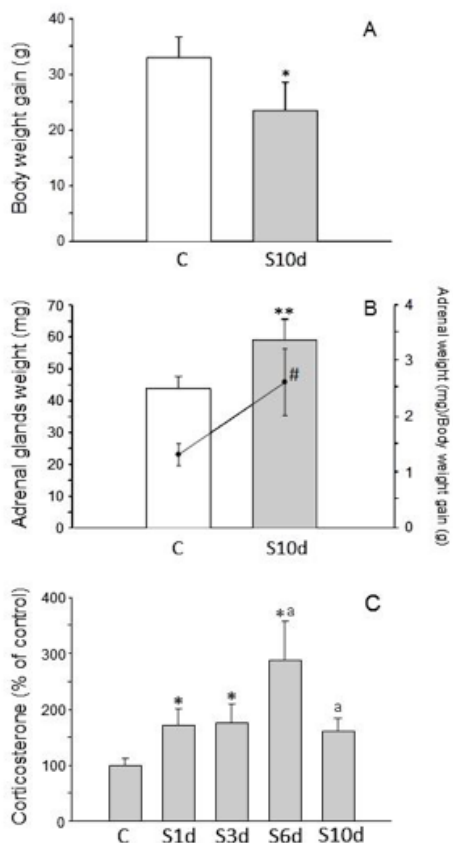 A
Body weight gain (g)
40
30
20
10
0
*
C
S10d
B
Adrenal glands weight (mg)
70
60
50
40
30
20
10
0
**
#
4
3
2
1
0
Adrenal weight (mg)/Body weight gain (g)
C
S10d
C
Corticosterone (% of control)
400
300
200
100
0
*
*
*a
a
C
S1d
S3d
S6d
S10d